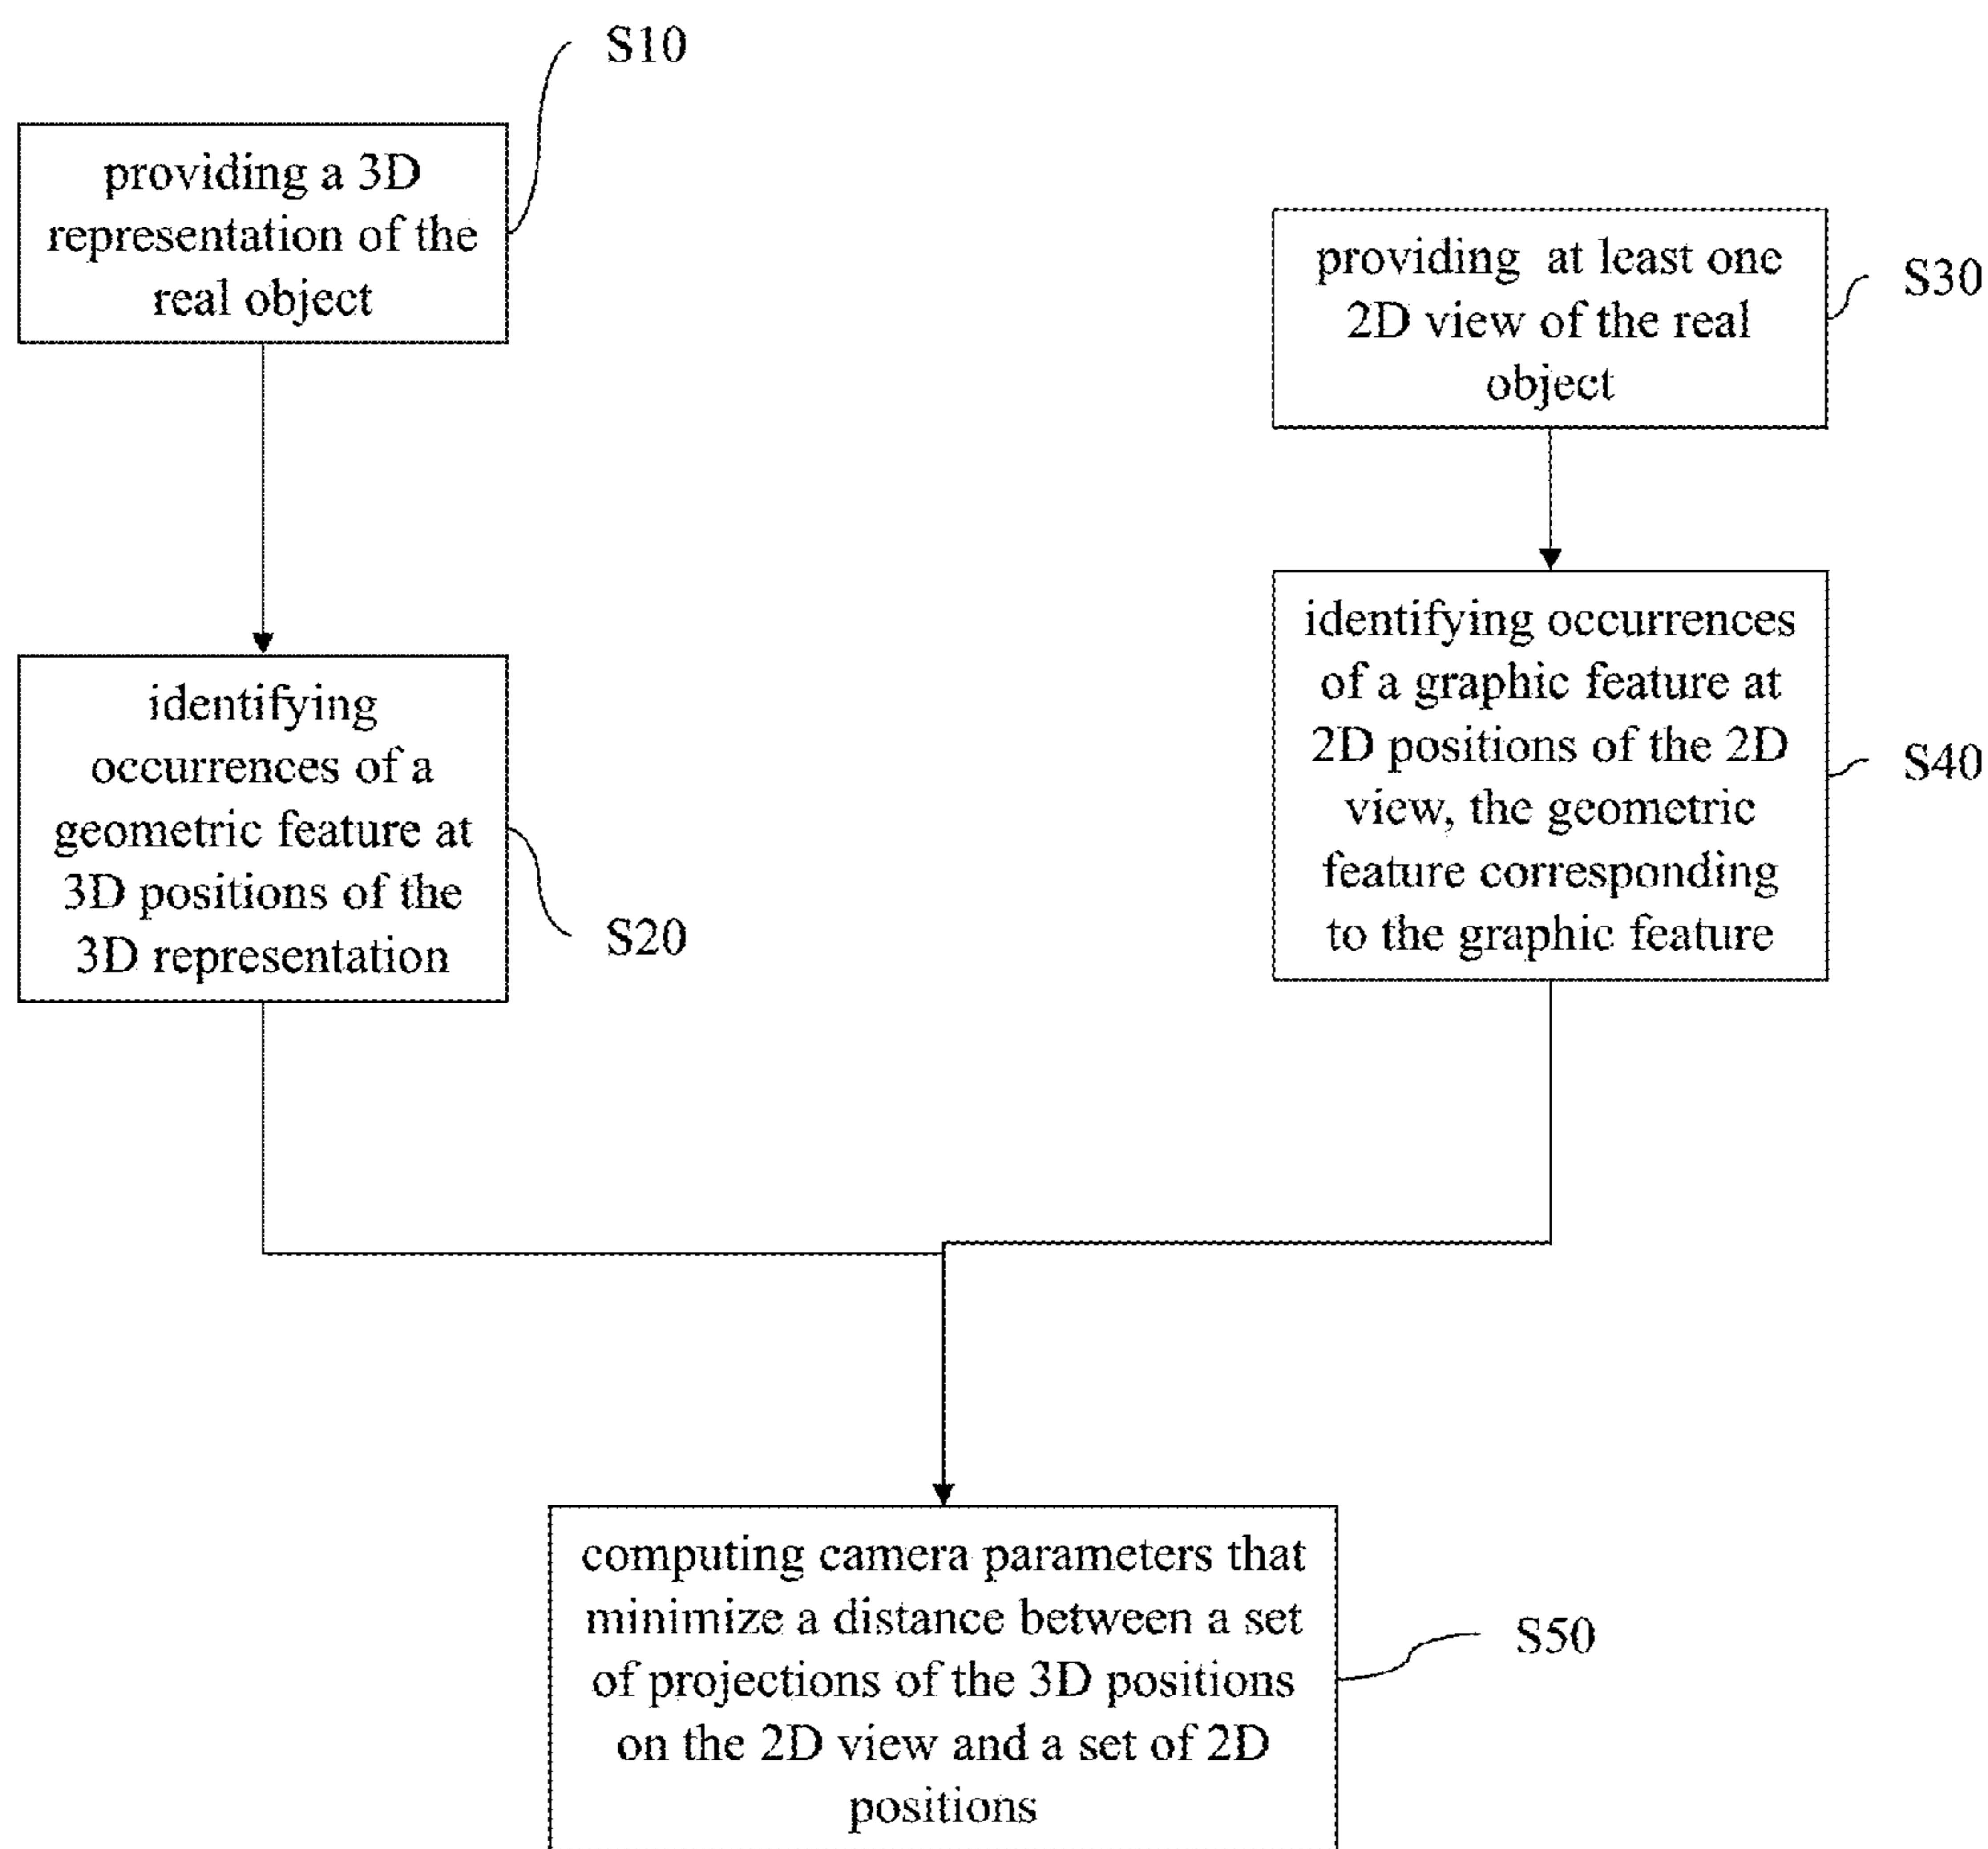 S10
providing a 3D
representation of the
real object
providing at least one
2D view of the real
object
S30
identifying
occurrences of a
geometric feature at
3D positions of the
3D representation
S20
identifying occurrences
of a graphic feature at
2D positions of the 2D
view, the geometric
feature corresponding
to the graphic feature
S40
computing camera parameters that
minimize a distance between a set
of projections of the 3D positions
on the 2D view and a set of 2D
positions
S50